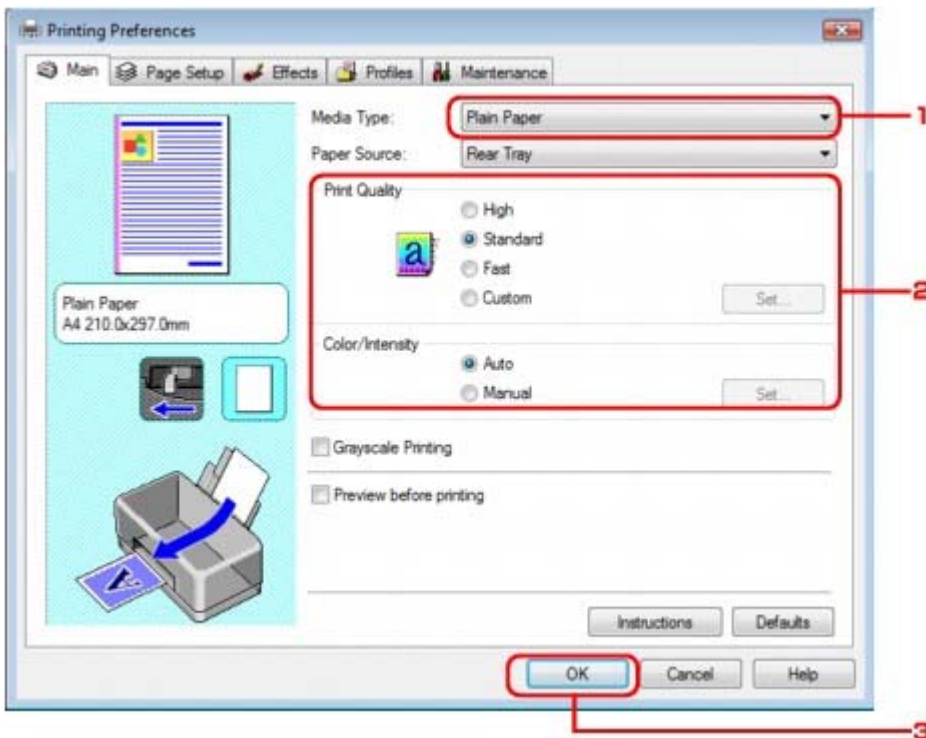 Printing Preferences
Main Page Setup Effects Profiles Maintenance
Media Type: Plain Paper 1
Paper Source: Rear Tray
Print Quality
High
a Standard
Fast
Plain Paper Custom Set... 2
A4 210.0x297.0mm
Color/Intensity
Auto
Manual Set...
Grayscale Printing
Preview before printing
A
Instructions Defaults
OK Cancel Help
3